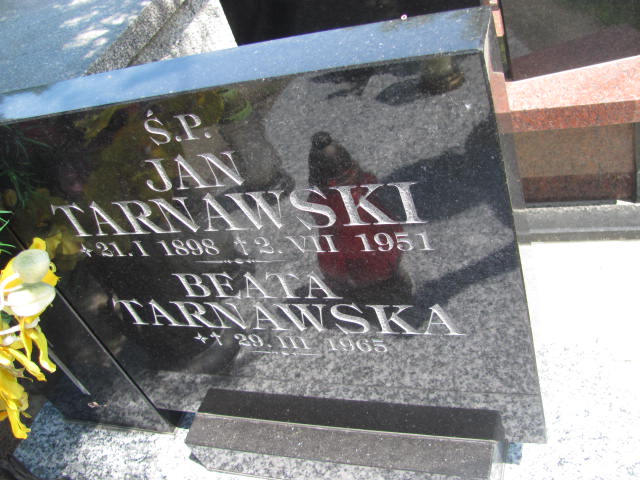 Ś.P.
JAN
TARNAWSKI
*21.I 1898 †2.VII 1951
BEATA
TARNAWSKA
*† 29.III 1965